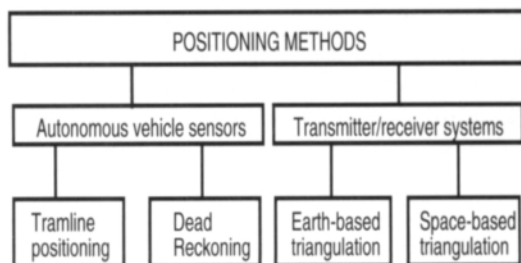 POSITIONING METHODS
Autonomous vehicle sensors
Transmitter/receiver systems
Tramline
positioning
Dead
Reckoning
Earth-based
triangulation
Space-based
triangulation